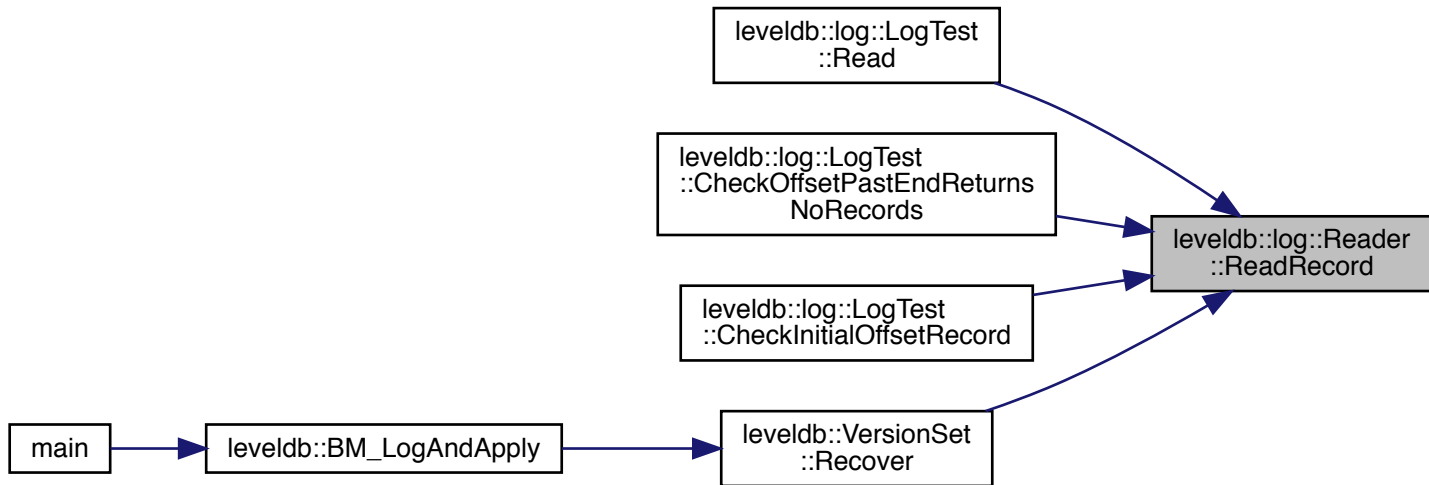 leveldb::log::LogTest
::Read
leveldb::log::LogTest
::CheckOffsetPastEndReturns
NoRecords
leveldb::log::Reader
::ReadRecord
leveldb::log::LogTest
::CheckInitialOffsetRecord
main
leveldb::BM_LogAndApply
leveldb::VersionSet
::Recover